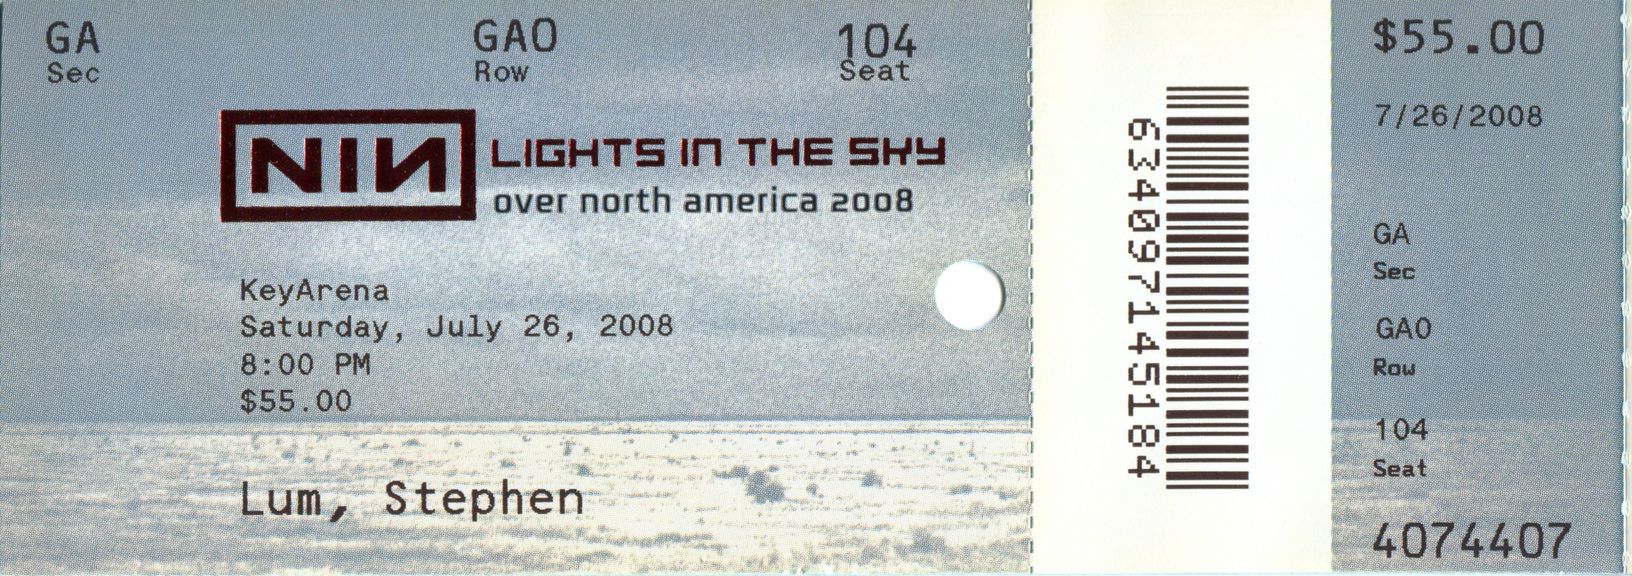 GA GAO 104
Sec Row Seat
NIN LIGHTS IN THE SKY
over north america 2008
KeyArena
Saturday, July 26, 2008
8:00 PM
$55.00
Lum, Stephen
634097145184
$55.00
7/26/2008
GA
Sec
GAO
Row
104
Seat
4074407